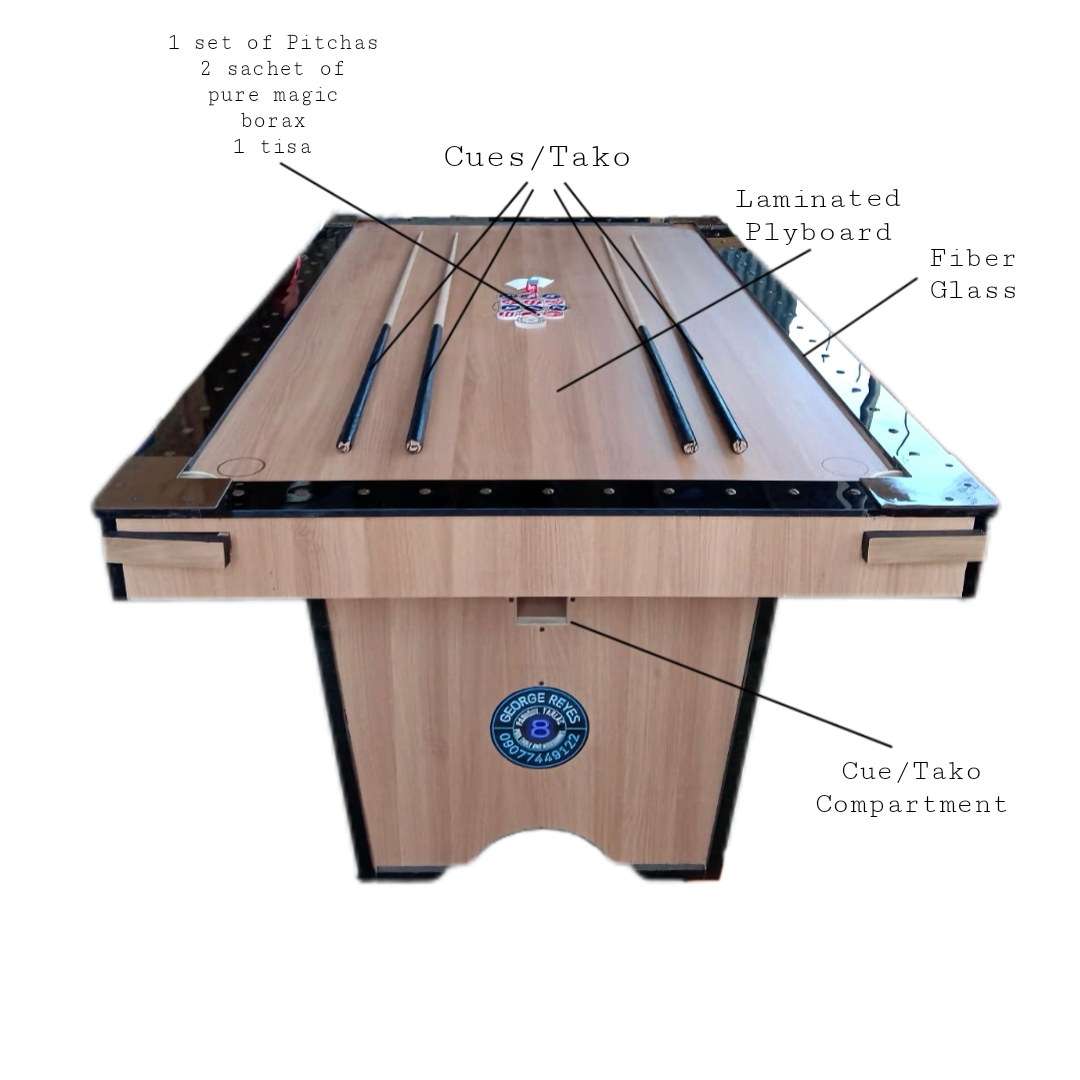 1 set of Pitchas
2 sachet of
pure magic
borax
1 tisa
Cues/Tako
Laminated
Plyboard
Fiber
Glass
GEORGE REYES
8
09077449122
Cue/Tako
Compartment